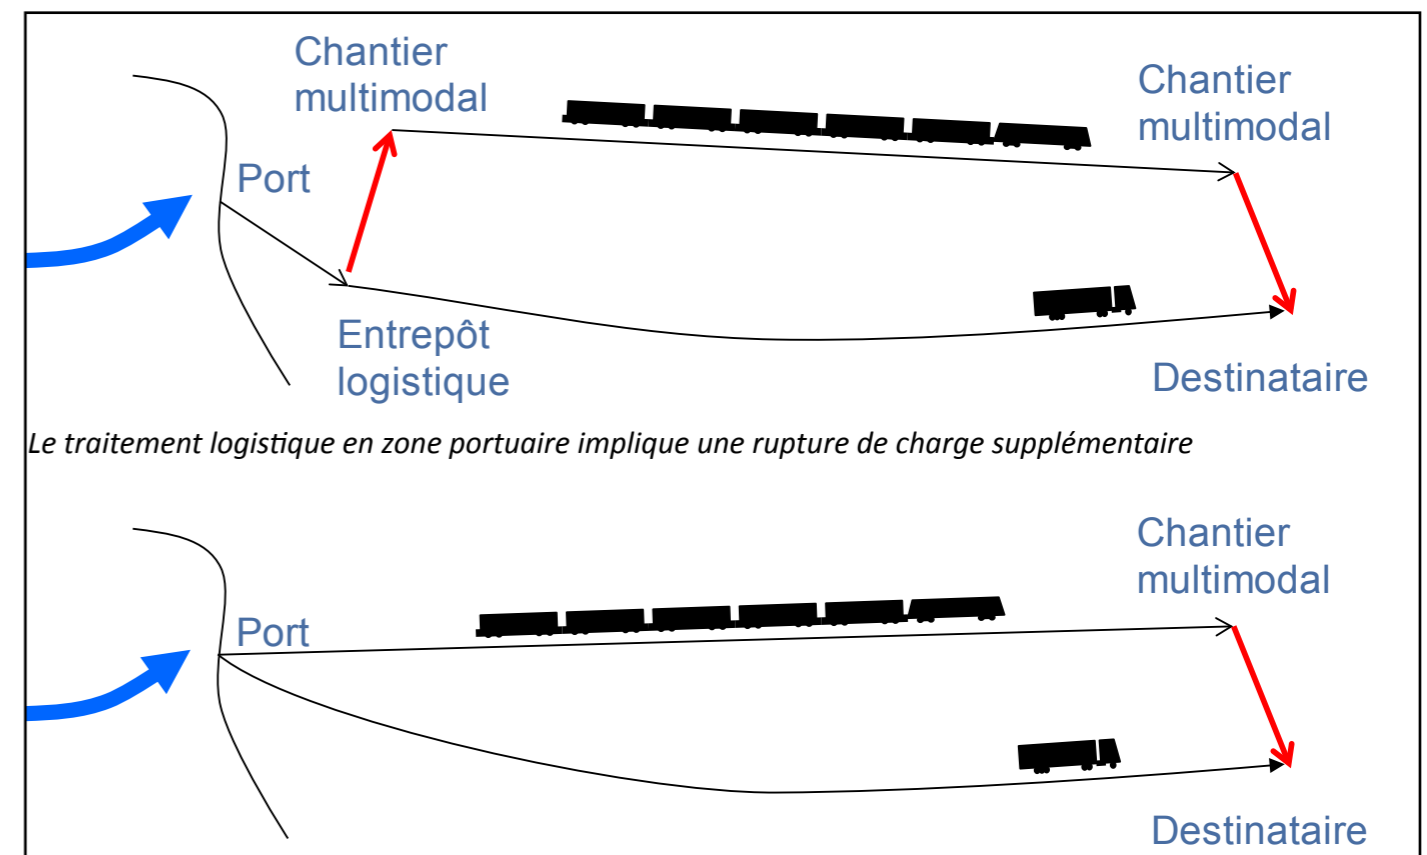 Chantier
multimodal
Chantier
multimodal
Port
Entrepôt
logistique
Destinataire
Le traitement logistique en zone portuaire implique une rupture de charge supplémentaire
Chantier
multimodal
Port
Destinataire